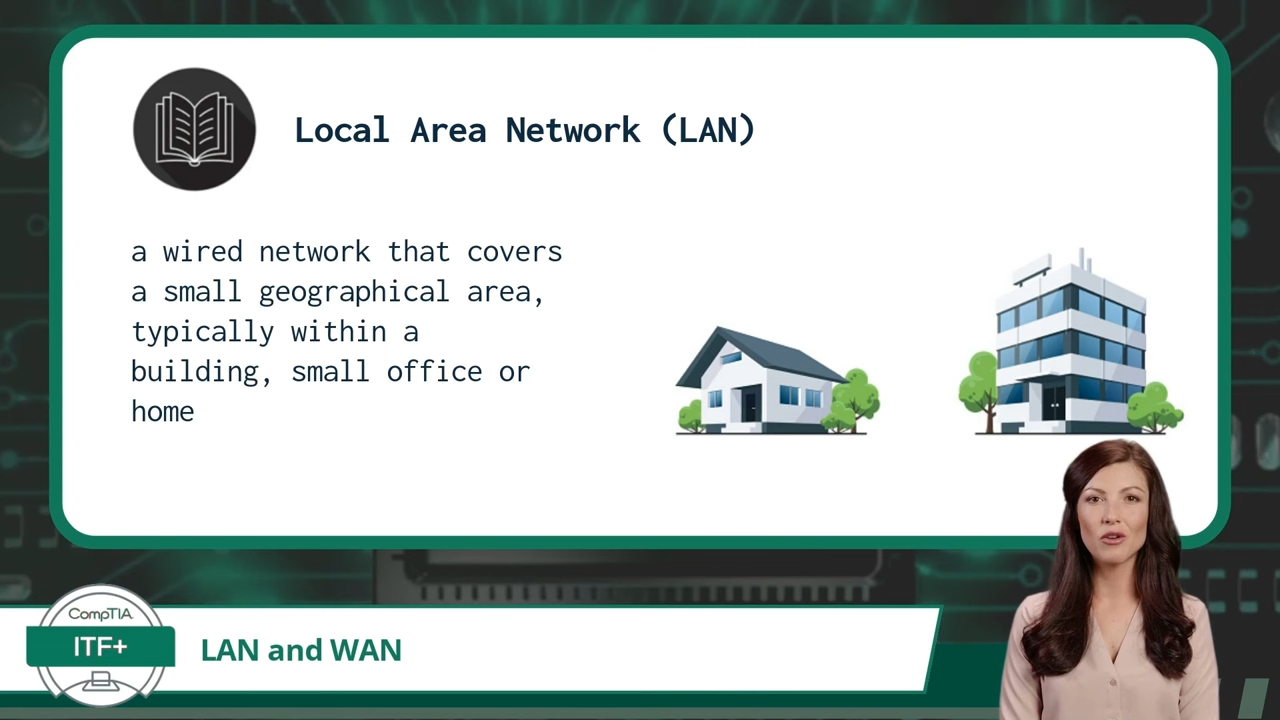 Local Area Network (LAN)
a wired network that covers
a small geographical area,
typically within a
building, small office or
home
CompTIA.
ITF+
LAN and WAN